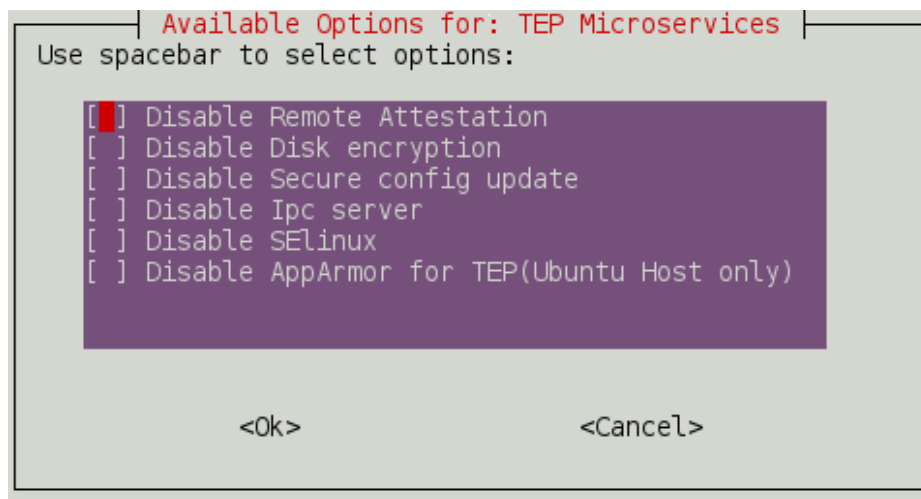 Available Options for: TEP Microservices
Use spacebar to select options:
[ ] Disable Remote Attestation
[ ] Disable Disk encryption
[ ] Disable Secure config update
[ ] Disable Ipc server
[ ] Disable SElinux
[ ] Disable AppArmor for TEP(Ubuntu Host only)
<Ok> <Cancel>